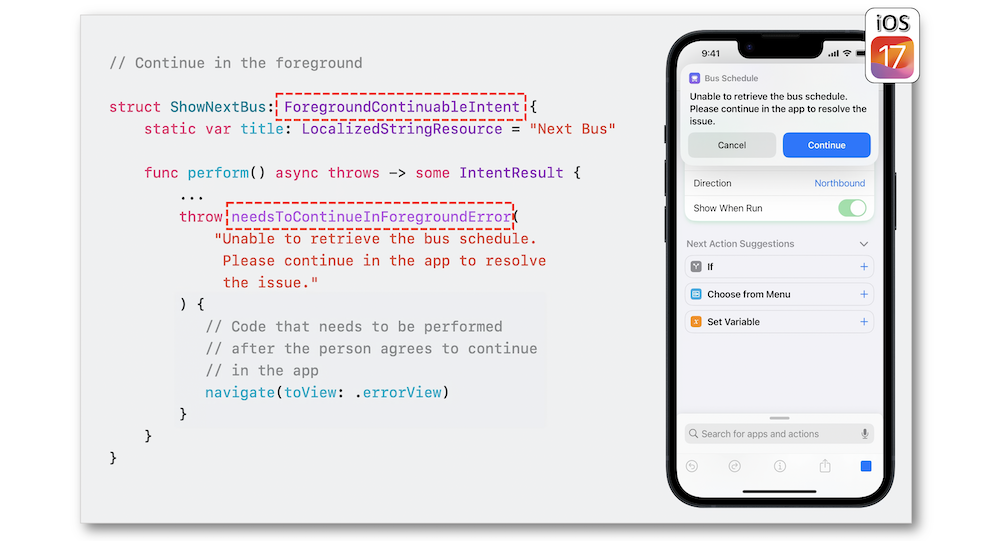 // Continue in the foreground
struct ShowNextBus: ForegroundContinuableIntent {
static var title: LocalizedStringResource = "Next Bus"
func perform() async throws -> some IntentResult {
...
throw needsToContinueInForegroundError(
"Unable to retrieve the bus schedule.
Please continue in the app to resolve
the issue."
) {
// Code that needs to be performed
// after the person agrees to continue
// in the app
navigate(toView: .errorView)
}
}
}
iOS
17
9:41
Bus Schedule
Unable to retrieve the bus schedule.
Please continue in the app to resolve the
issue.
Cancel Continue
Direction Northbound
Show When Run
Next Action Suggestions
If
Choose from Menu
x Set Variable
Search for apps and actions